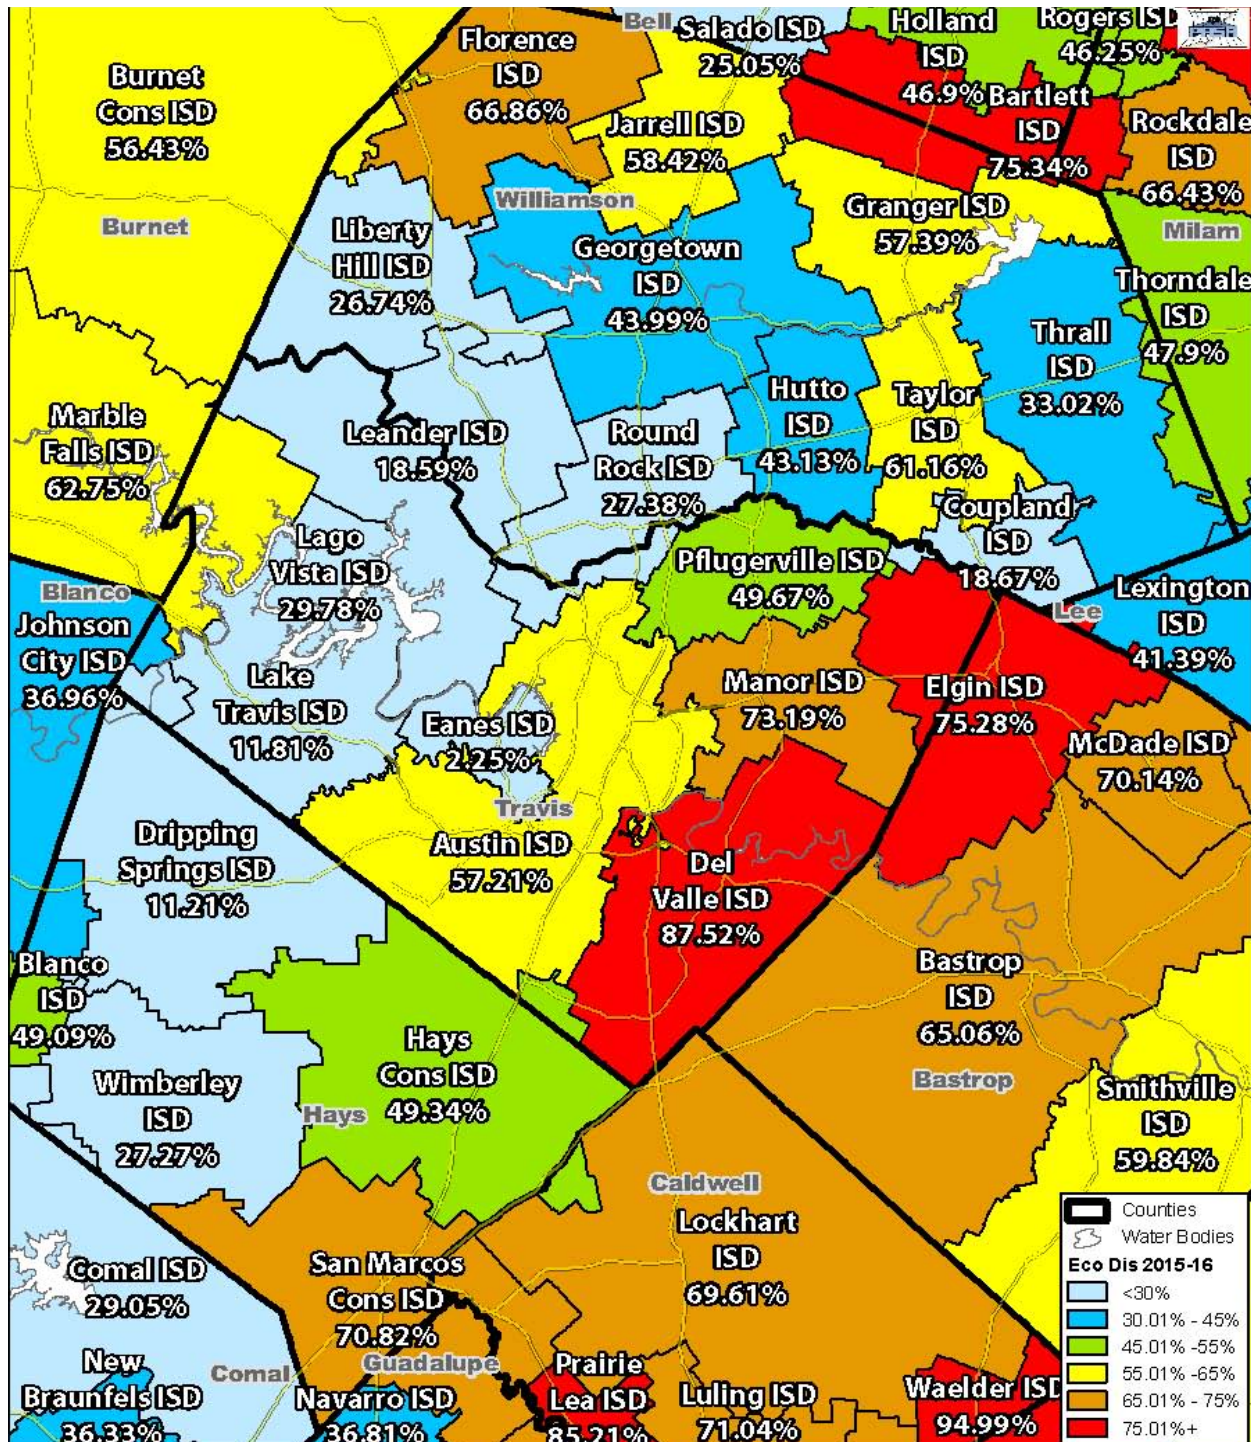 Bell
Florence
ISD
66.86%
Salado ISD
25.05%
Holland
ISD
46.9%
Rogers ISD
46.25%
Burnet
Cons ISD
56.43%
Jarrell ISD
58.42%
Bartlett
ISD
75.34%
Rockdale
ISD
66.43%
Burnet
Williamson
Liberty
Hill ISD
26.74%
Georgetown
ISD
43.99%
Granger ISD
57.39%
Milam
Thorndale
ISD
47.9%
Thrall
ISD
33.02%
Marble
Falls ISD
62.75%
Leander ISD
18.59%
Round
Rock ISD
27.38%
Hutto
ISD
43.13%
Taylor
ISD
61.16%
Coupland
ISD
18.67%
Lago
Vista ISD
29.78%
Pflugerville ISD
49.67%
Blanco
Johnson
City ISD
36.96%
Lee
Lexington
ISD
41.39%
Lake
Travis ISD
11.81%
Eanes ISD
2.25%
Manor ISD
73.19%
Elgin ISD
75.28%
McDade ISD
70.14%
Travis
Dripping
Springs ISD
11.21%
Austin ISD
57.21%
Del
Valle ISD
87.52%
Blanco
ISD
49.09%
Bastrop
ISD
65.06%
Bastrop
Hays
Cons ISD
49.34%
Wimberley
ISD
27.27%
Hays
Smithville
ISD
59.84%
Caldwell
Lockhart
ISD
69.61%
Comal ISD
29.05%
San Marcos
Cons ISD
70.82%
Comal
Guadalupe
New
Braunfels ISD
36.33%
Navarro ISD
36.81%
Prairie
Lea ISD
85.21%
Luling ISD
71.04%
Waelder ISD
94.99%
Counties
Water Bodies
Eco Dis 2015-16
<30%
30.01% - 45%
45.01% -55%
55.01% -65%
65.01% - 75%
75.01%+